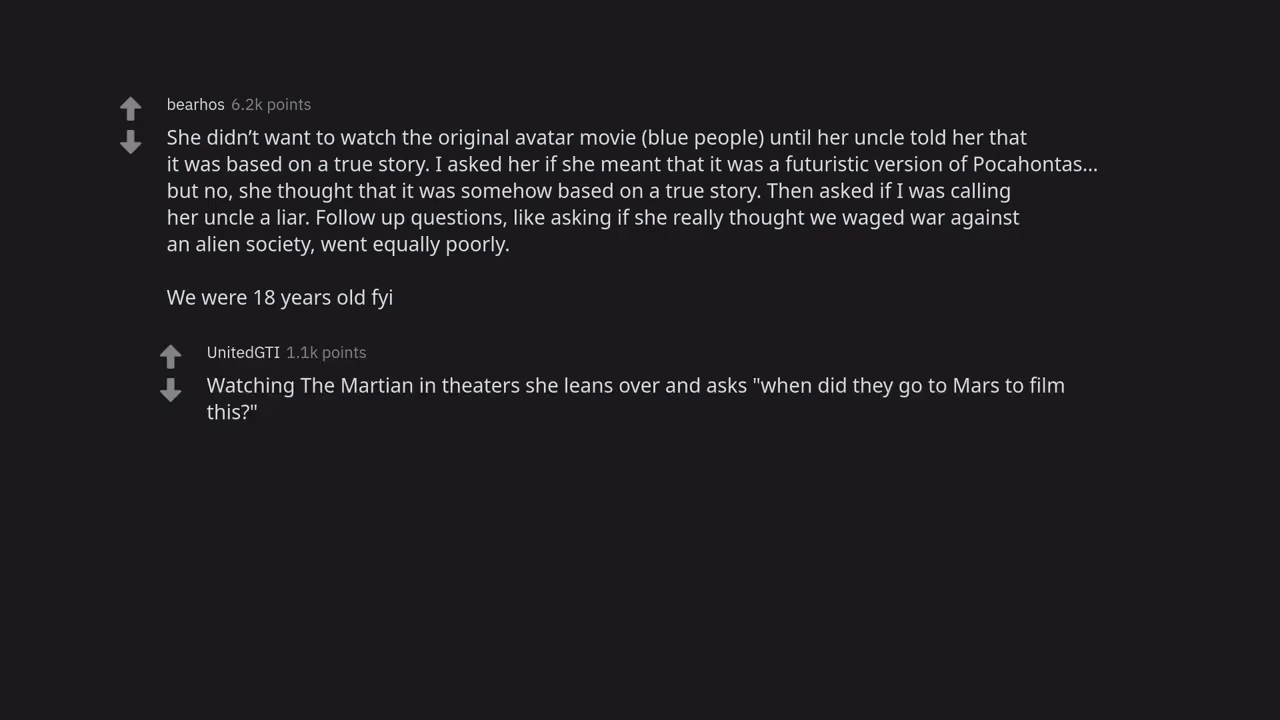 bearhos 6.2k points
She didn’t want to watch the original avatar movie (blue people) until her uncle told her that
it was based on a true story. I asked her if she meant that it was a futuristic version of Pocahontas...
but no, she thought that it was somehow based on a true story. Then asked if I was calling
her uncle a liar. Follow up questions, like asking if she really thought we waged war against
an alien society, went equally poorly.
We were 18 years old fyi
UnitedGTI 1.1k points
Watching The Martian in theaters she leans over and asks "when did they go to Mars to film
this?"